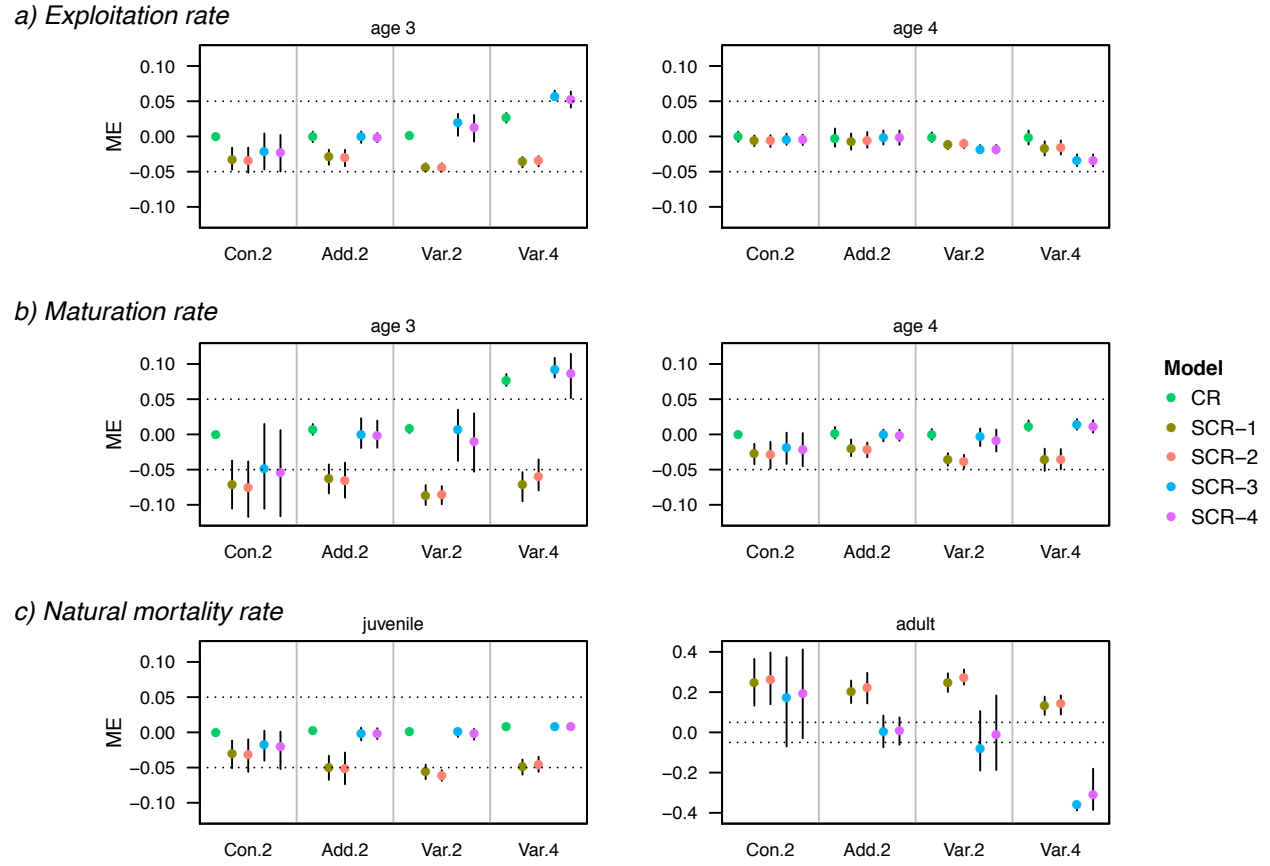 a) Exploitation rate
age 3
age 4
ME
0.10
0.05
0.00
−0.05
−0.10
0.10
0.05
0.00
−0.05
−0.10
Con.2 Add.2 Var.2 Var.4
Con.2 Add.2 Var.2 Var.4
b) Maturation rate
age 3
age 4
ME
0.10
0.05
0.00
−0.05
−0.10
0.10
0.05
0.00
−0.05
−0.10
Con.2 Add.2 Var.2 Var.4
Con.2 Add.2 Var.2 Var.4
Model
CR
SCR−1
SCR−2
SCR−3
SCR−4
c) Natural mortality rate
juvenile
adult
ME
0.10
0.05
0.00
−0.05
−0.10
0.4
0.2
0.0
−0.2
−0.4
Con.2 Add.2 Var.2 Var.4
Con.2 Add.2 Var.2 Var.4